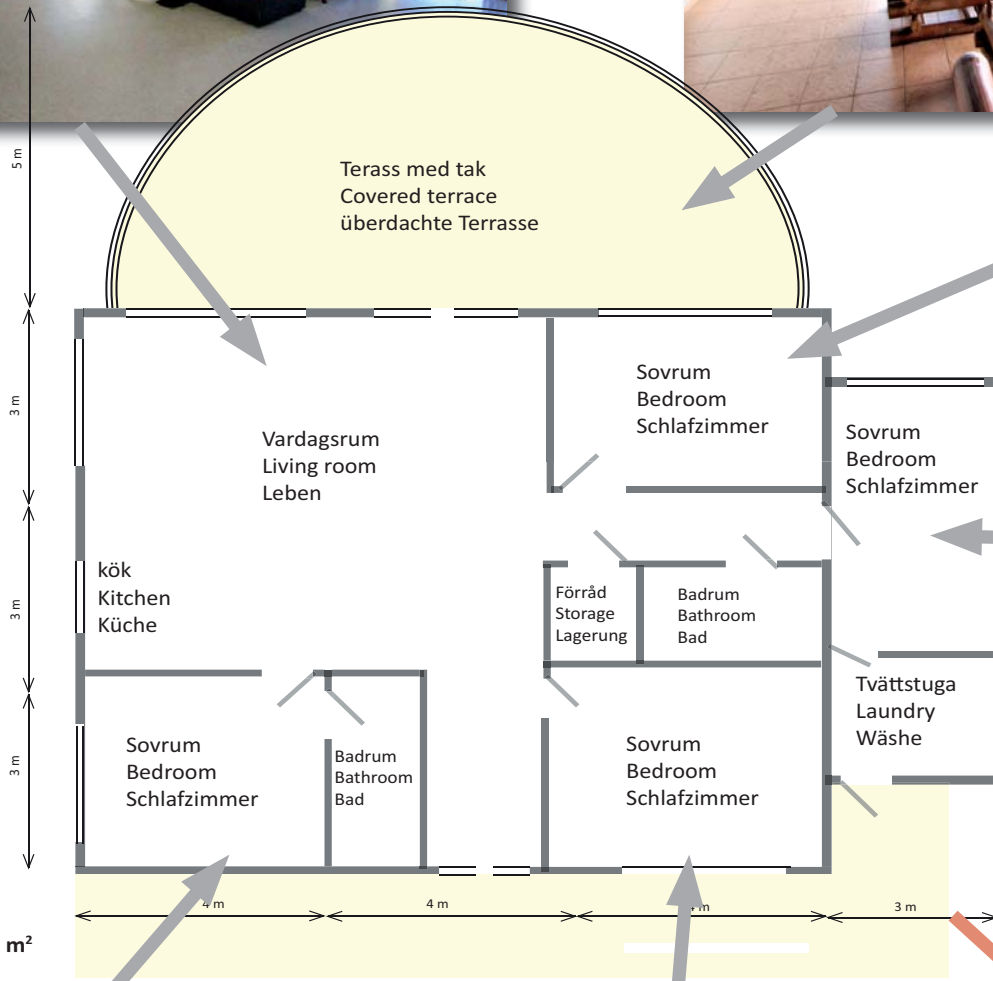 5 m
Terass med tak
Covered terrace
überdachte Terrasse
3 m
Sovrum
Bedroom
Schlafzimmer
Sovrum
Bedroom
Schlafzimmer
Vardagsrum
Living room
Leben
kök
Kitchen
Küche
3 m
Förråd
Storage
Lagerung
Badrum
Bathroom
Bad
Tvättstuga
Laundry
Wäshe
3 m
Sovrum
Bedroom
Schlafzimmer
Badrum
Bathroom
Bad
Sovrum
Bedroom
Schlafzimmer
4 m
4 m
4 m
3 m
m²